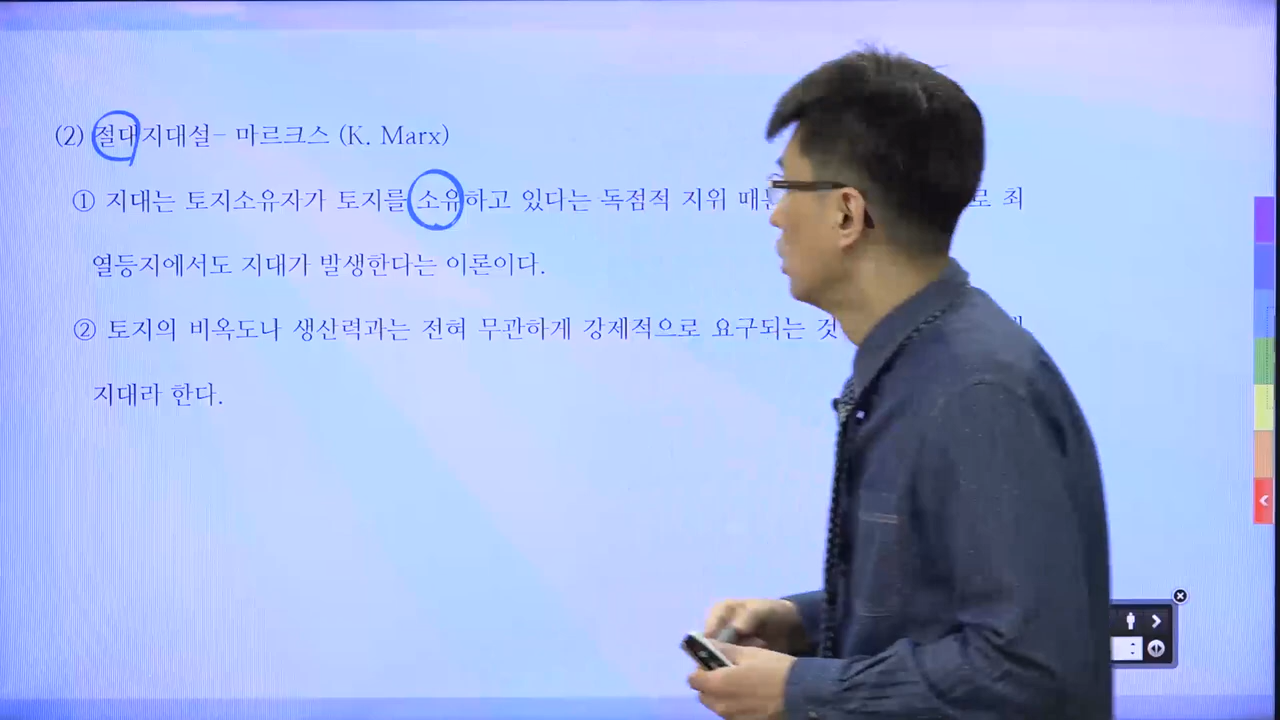 (2) 절대지대설- 마르크스 (K. Marx)
① 지대는 토지소유자가 토지를 소유하고 있다는 독점적 지위 때문 로 최
열등지에서도 지대가 발생한다는 이론이다.
② 토지의 비옥도나 생산력과는 전혀 무관하게 강제적으로 요구되는 것
지대라 한다.